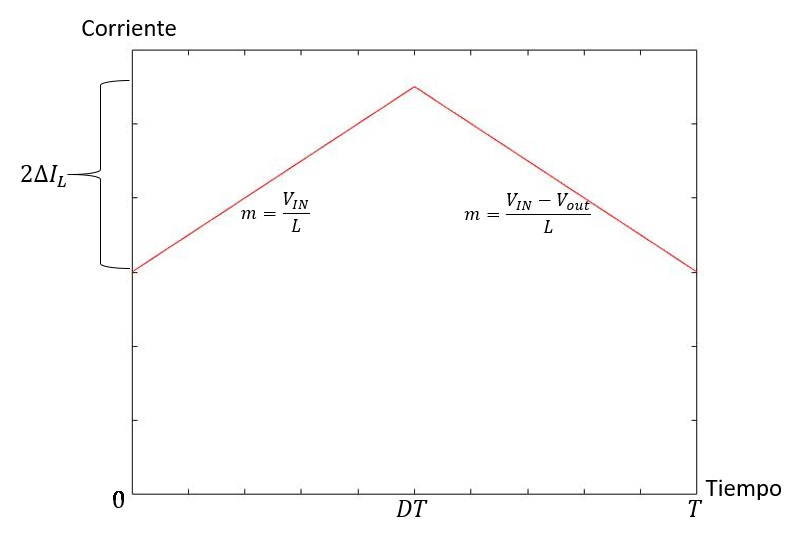 Corriente
2ΔI_L
m = V_IN / L
m = (V_IN − V_out) / L
0
DT
T
Tiempo